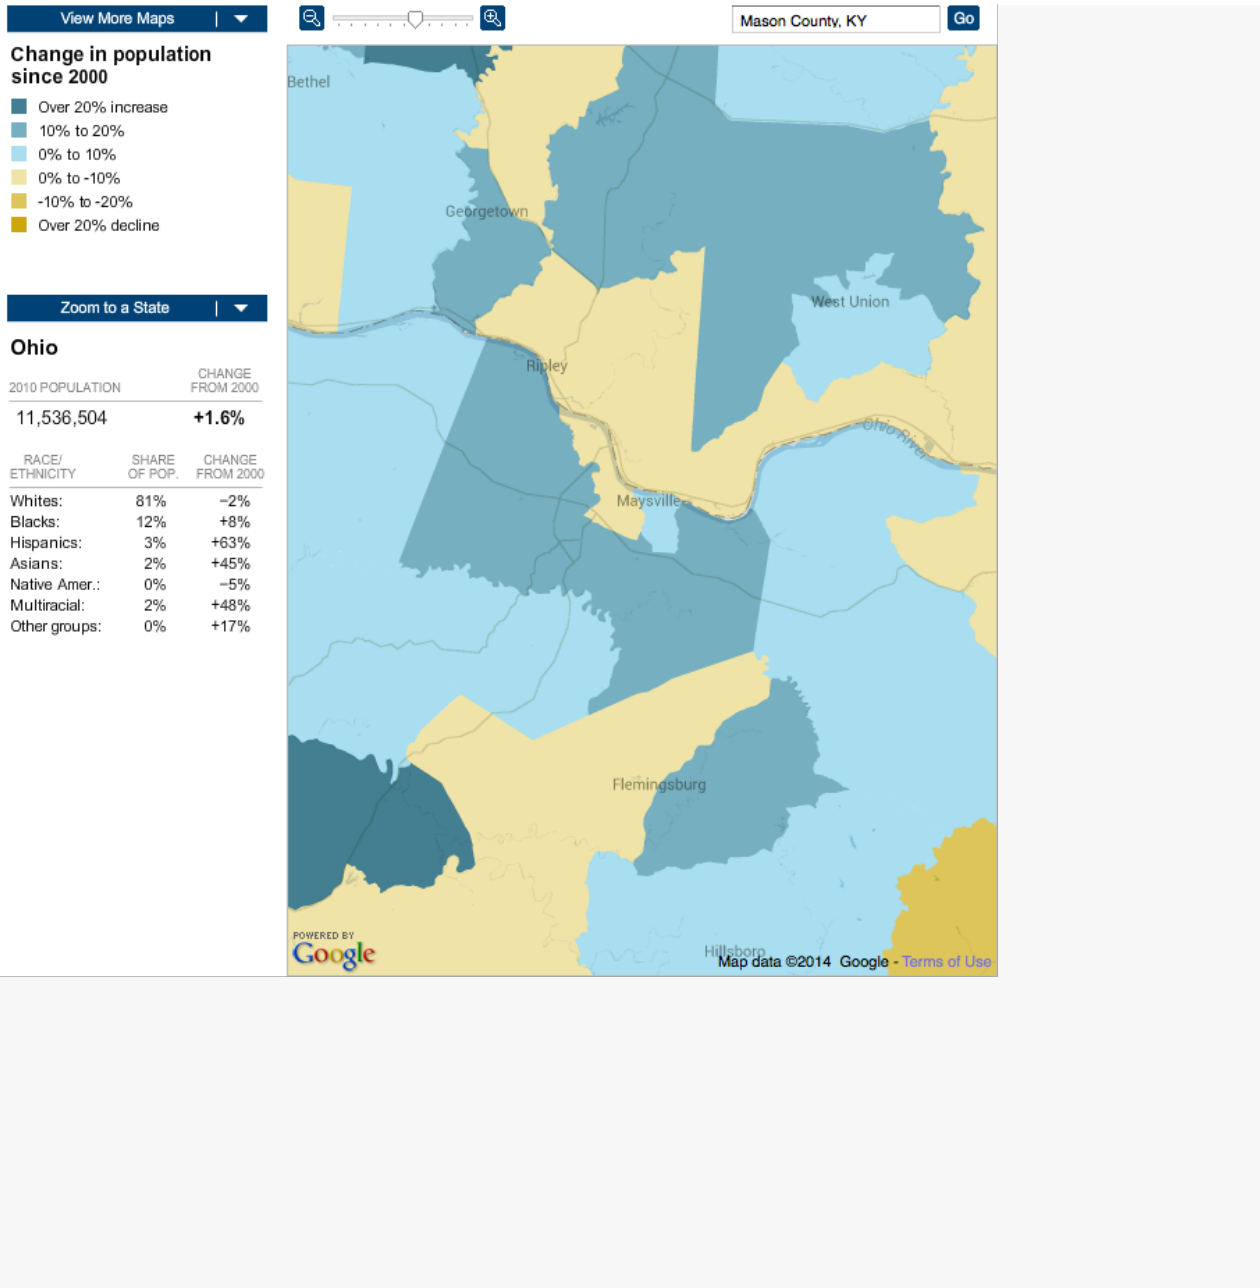 View More Maps
Mason County, KY
Go
Change in population
since 2000
Over 20% increase
10% to 20%
0% to 10%
0% to -10%
-10% to -20%
Over 20% decline
Zoom to a State
Ohio
2010 POPULATION
CHANGE
FROM 2000
11,536,504
+1.6%
RACE/
ETHNICITY
SHARE
OF POP.
CHANGE
FROM 2000
Whites: 81% −2%
Blacks: 12% +8%
Hispanics: 3% +63%
Asians: 2% +45%
Native Amer.: 0% −5%
Multiracial: 2% +48%
Other groups: 0% +17%
Bethel
Georgetown
West Union
Ripley
Ohio River
Maysville
Flemingsburg
Hillsboro
POWERED BY
Google
Map data ©2014 Google - Terms of Use